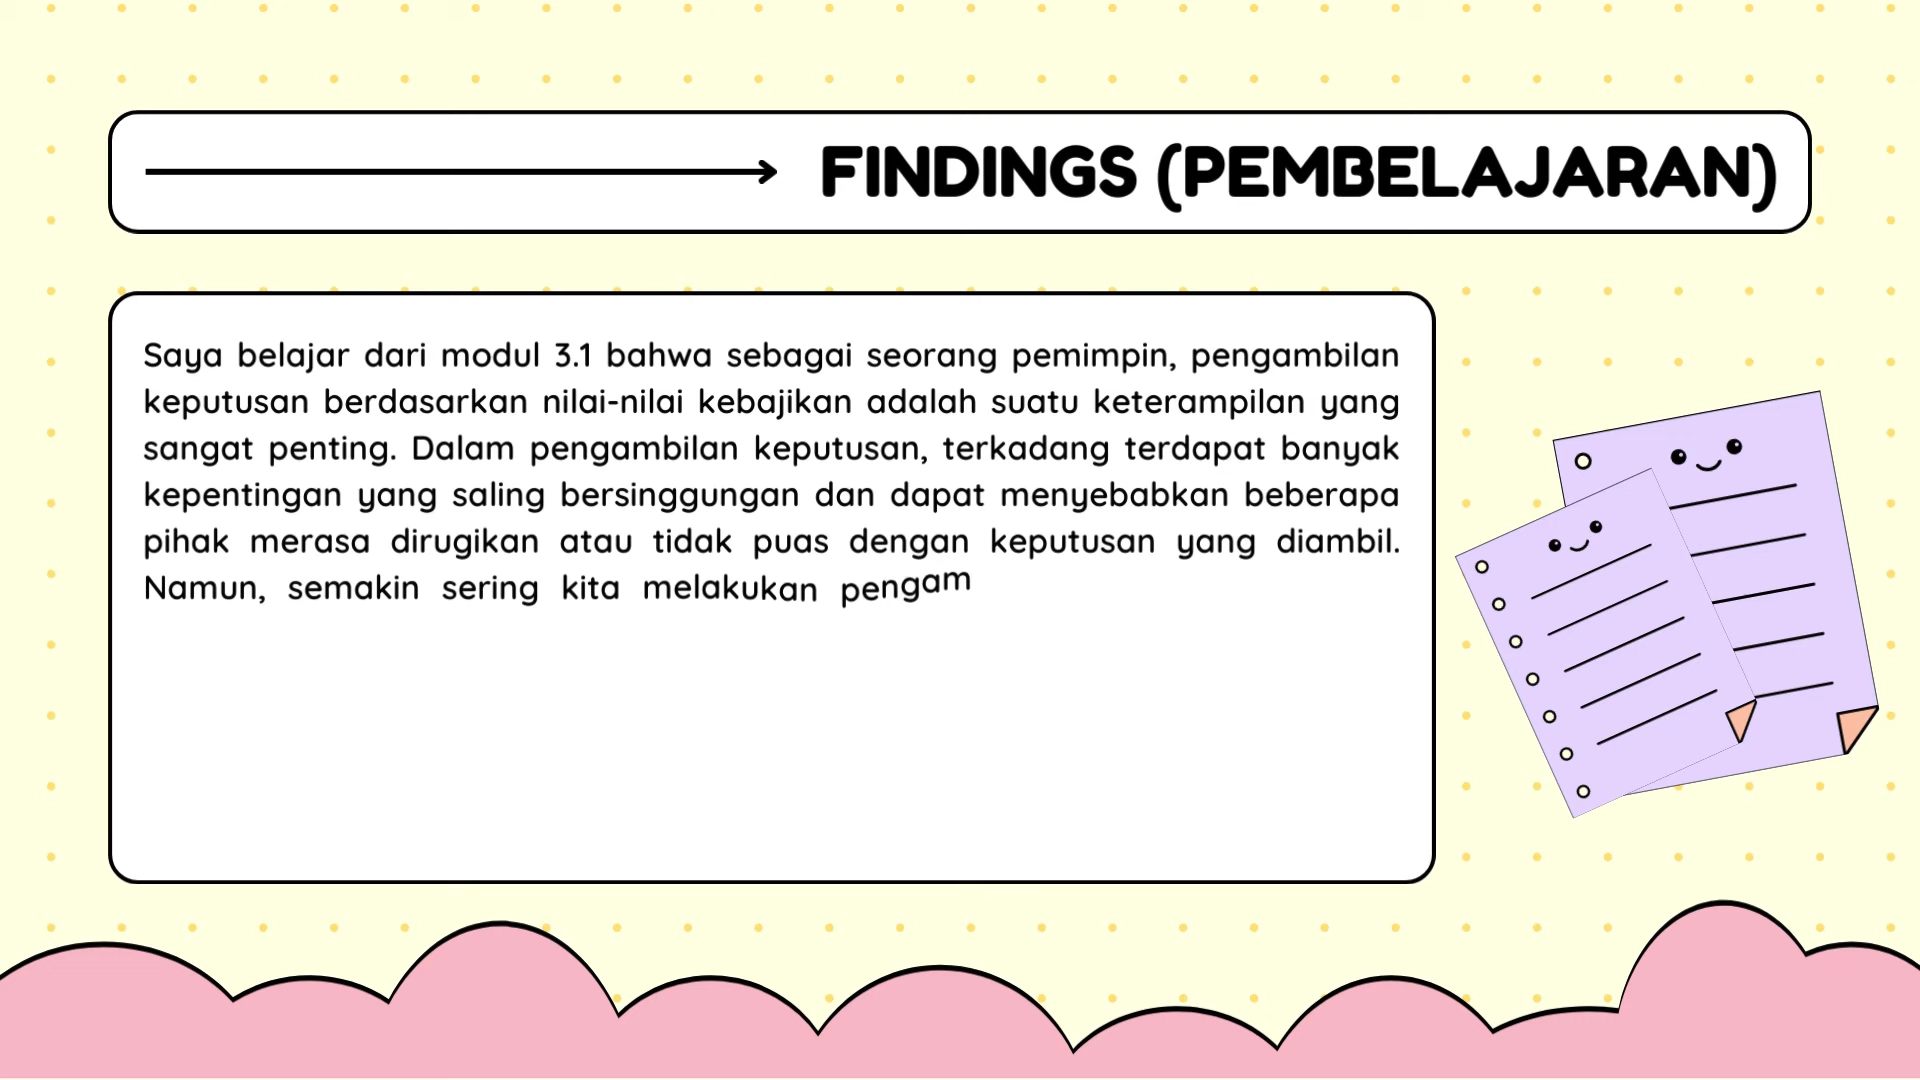 FINDINGS (PEMBELAJARAN)
Saya belajar dari modul 3.1 bahwa sebagai seorang pemimpin, pengambilan
keputusan berdasarkan nilai-nilai kebajikan adalah suatu keterampilan yang
sangat penting. Dalam pengambilan keputusan, terkadang terdapat banyak
kepentingan yang saling bersinggungan dan dapat menyebabkan beberapa
pihak merasa dirugikan atau tidak puas dengan keputusan yang diambil.
Namun, semakin sering kita melakukan pengam